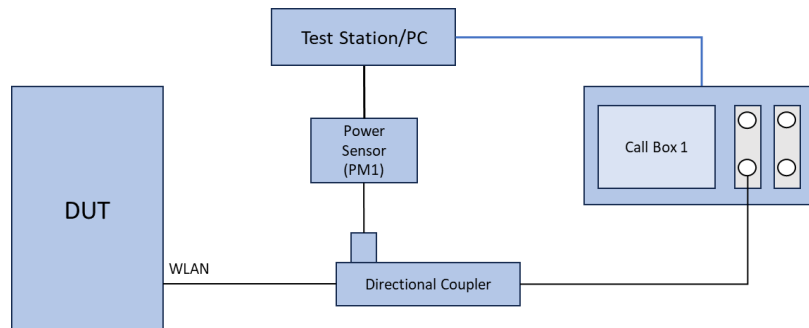 Test Station/PC
Power
Sensor
(PM1)
Call Box 1
DUT
WLAN
Directional Coupler